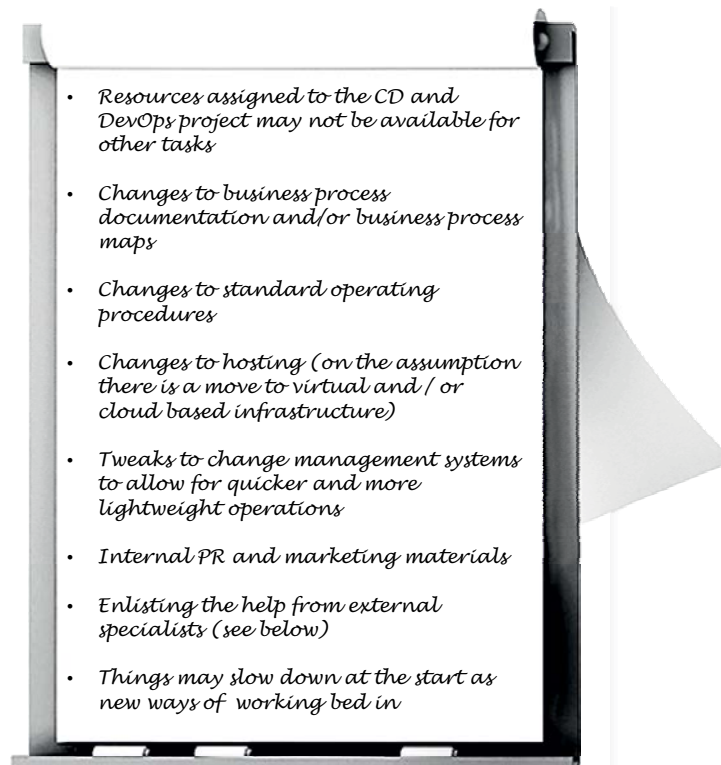 • Resources assigned to the CD and
DevOps project may not be available for
other tasks
• Changes to business process
documentation and/or business process
maps
• Changes to standard operating
procedures
• Changes to hosting (on the assumption
there is a move to virtual and / or
cloud based infrastructure)
• Tweaks to change management systems
to allow for quicker and more
lightweight operations
• Internal PR and marketing materials
• Enlisting the help from external
specialists (see below)
• Things may slow down at the start as
new ways of working bed in